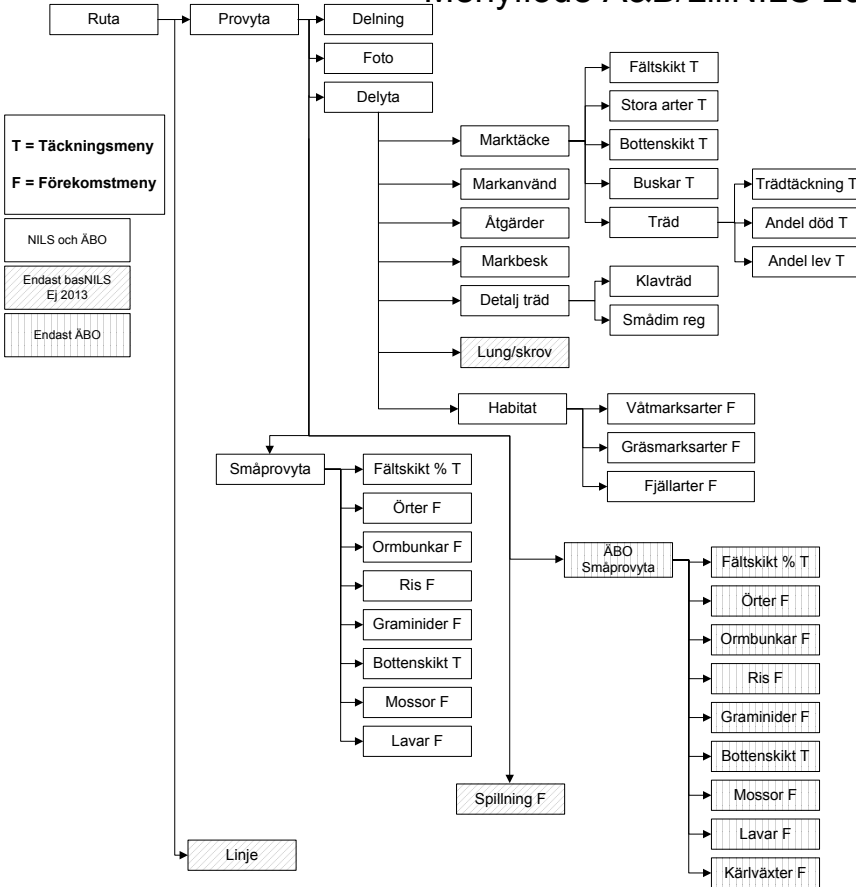 Ruta
Provyta
Delning
Foto
Delyta
T = Täckningsmeny
F = Förekomstmeny
NILS och ÄBO
Endast basNILS
Ej 2013
Endast ÄBO
Marktäcke
Markanvänd
Åtgärder
Markbesk
Detalj träd
Lung/skrov
Habitat
Fältskikt T
Stora arter T
Bottenskikt T
Buskar T
Träd
Trädtäckning T
Andel död T
Andel lev T
Klavträd
Smådim reg
Våtmarksarter F
Gräsmarksarter F
Fjällarter F
Småprovyta
Fältskikt % T
Örter F
Ormbunkar F
Ris F
Graminider F
Bottenskikt T
Mossor F
Lavar F
ÄBO
Småprovyta
Fältskikt % T
Örter F
Ormbunkar F
Ris F
Graminider F
Bottenskikt T
Mossor F
Lavar F
Kärlväxter F
Spillning F
Linje